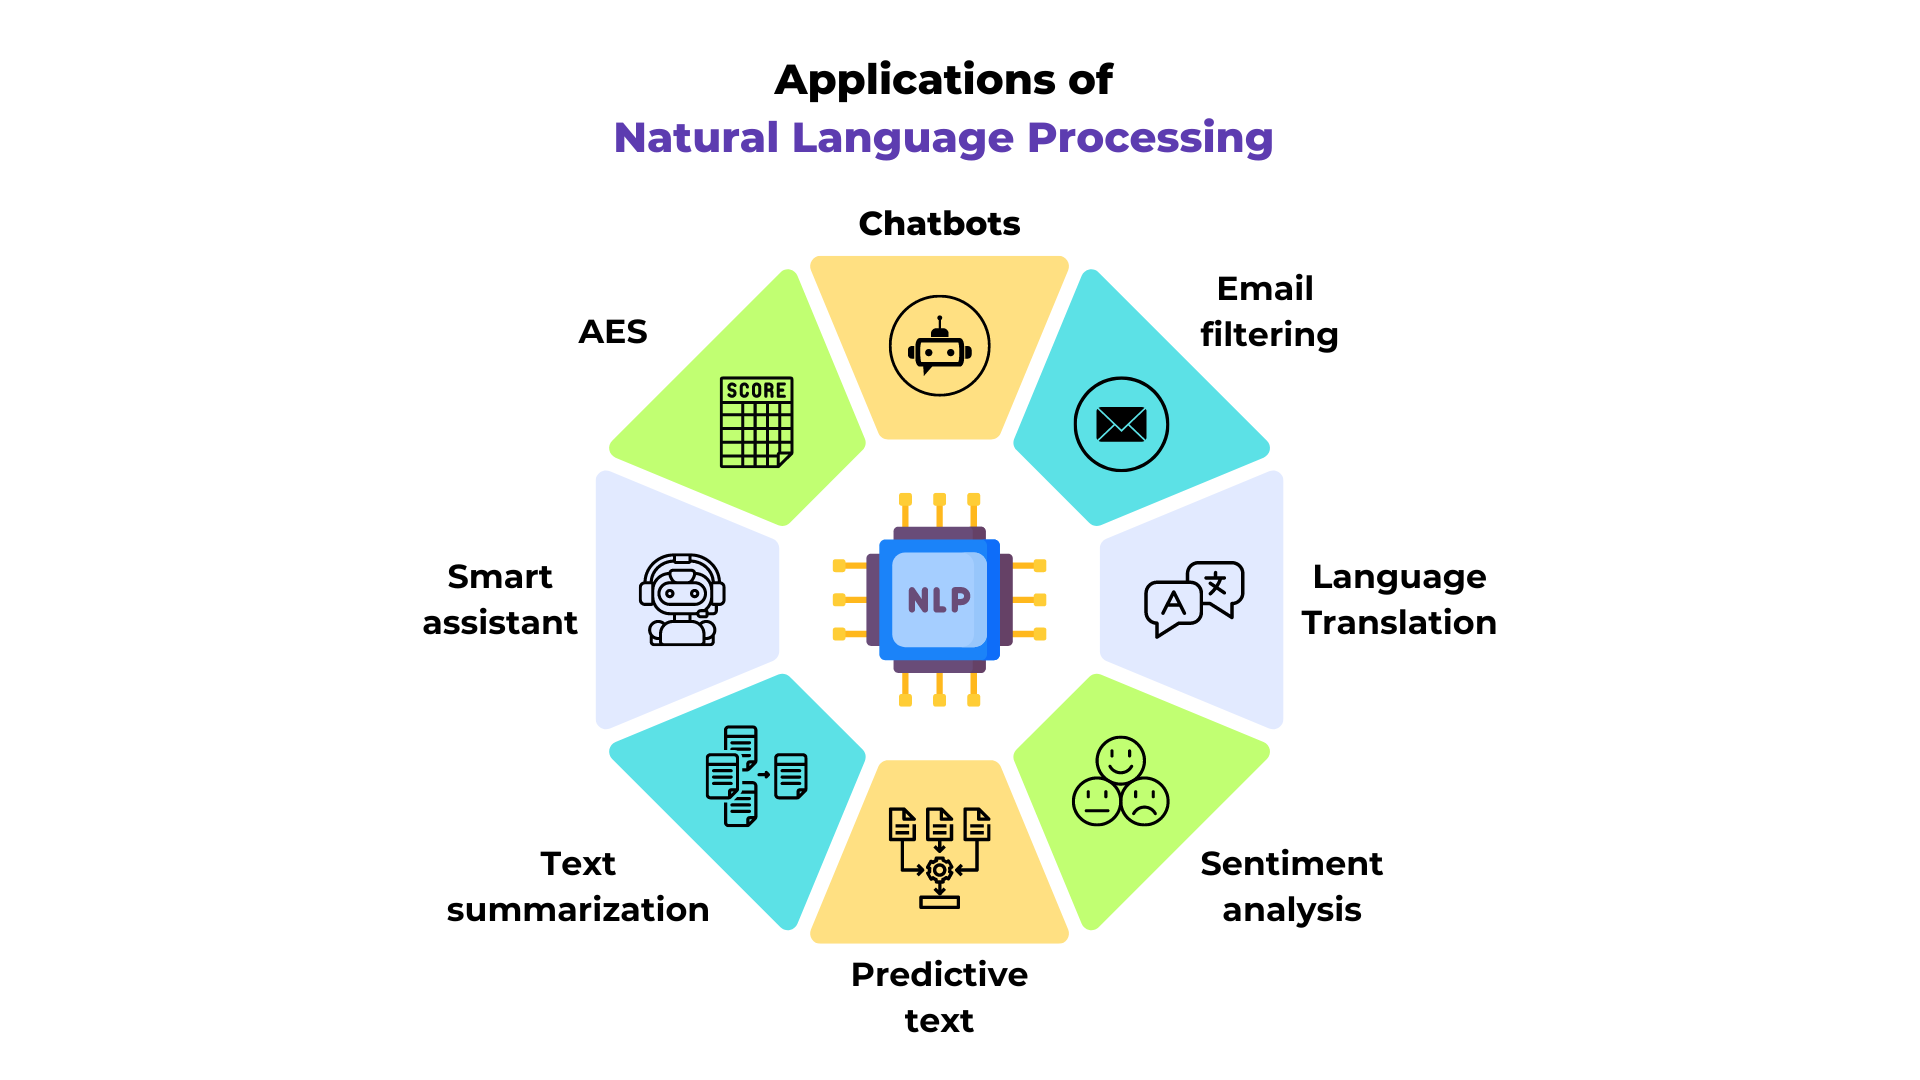 Applications of
Natural Language Processing
Chatbots
Email
filtering
AES
SCORE
Smart
assistant
NLP
A 文
Language
Translation
Text
summarization
Sentiment
analysis
Predictive
text